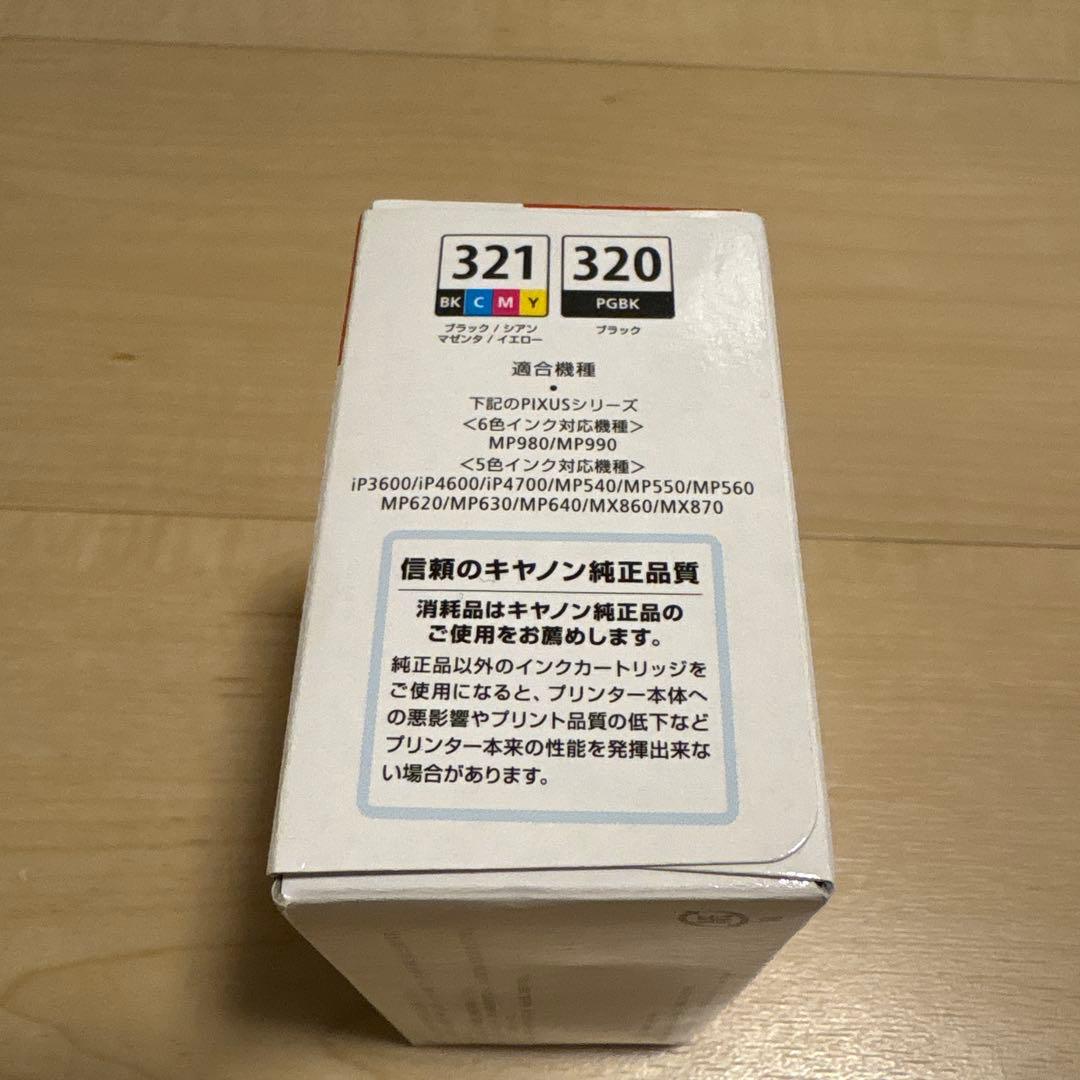 321
320
BK C M Y
PGBK
ブラック / シアン
マゼンタ / イエロー
ブラック
適合機種
●
下記のPIXUSシリーズ
<6色インク対応機種>
MP980/MP990
<5色インク対応機種>
iP3600/iP4600/iP4700/MP540/MP550/MP560
MP620/MP630/MP640/MX860/MX870
信頼のキヤノン純正品質
消耗品はキヤノン純正品の
ご使用をお薦めします。
純正品以外のインクカートリッジを
ご使用になると、プリンター本体へ
の悪影響やプリント品質の低下など
プリンター本来の性能を発揮出来な
い場合があります。